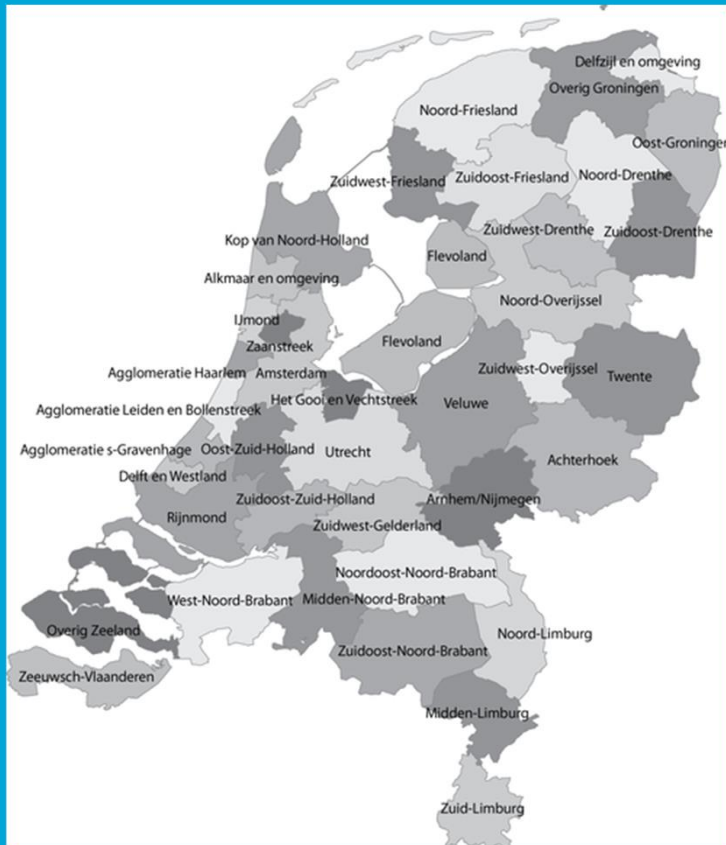 Delfzijl en omgeving
Overig Groningen
Noord-Friesland
Oost-Groningen
Noord-Drenthe
Zuidwest-Friesland
Zuidoost-Friesland
Zuidwest-Drenthe
Zuidoost-Drenthe
Kop van Noord-Holland
Flevoland
Alkmaar en omgeving
Noord-Overijssel
IJmond
Zaanstreek
Flevoland
Agglomeratie Haarlem
Amsterdam
Zuidwest-Overijssel
Twente
Het Gooi en Vechtstreek
Veluwe
Agglomeratie Leiden en Bollenstreek
Agglomeratie s-Gravenhage
Oost-Zuid-Holland
Utrecht
Achterhoek
Delft en Westland
Zuidoost-Zuid-Holland
Arnhem/Nijmegen
Rijnmond
Zuidwest-Gelderland
Noordoost-Noord-Brabant
West-Noord-Brabant
Midden-Noord-Brabant
Overig Zeeland
Noord-Limburg
Zuidoost-Noord-Brabant
Zeeuwsch-Vlaanderen
Midden-Limburg
Zuid-Limburg